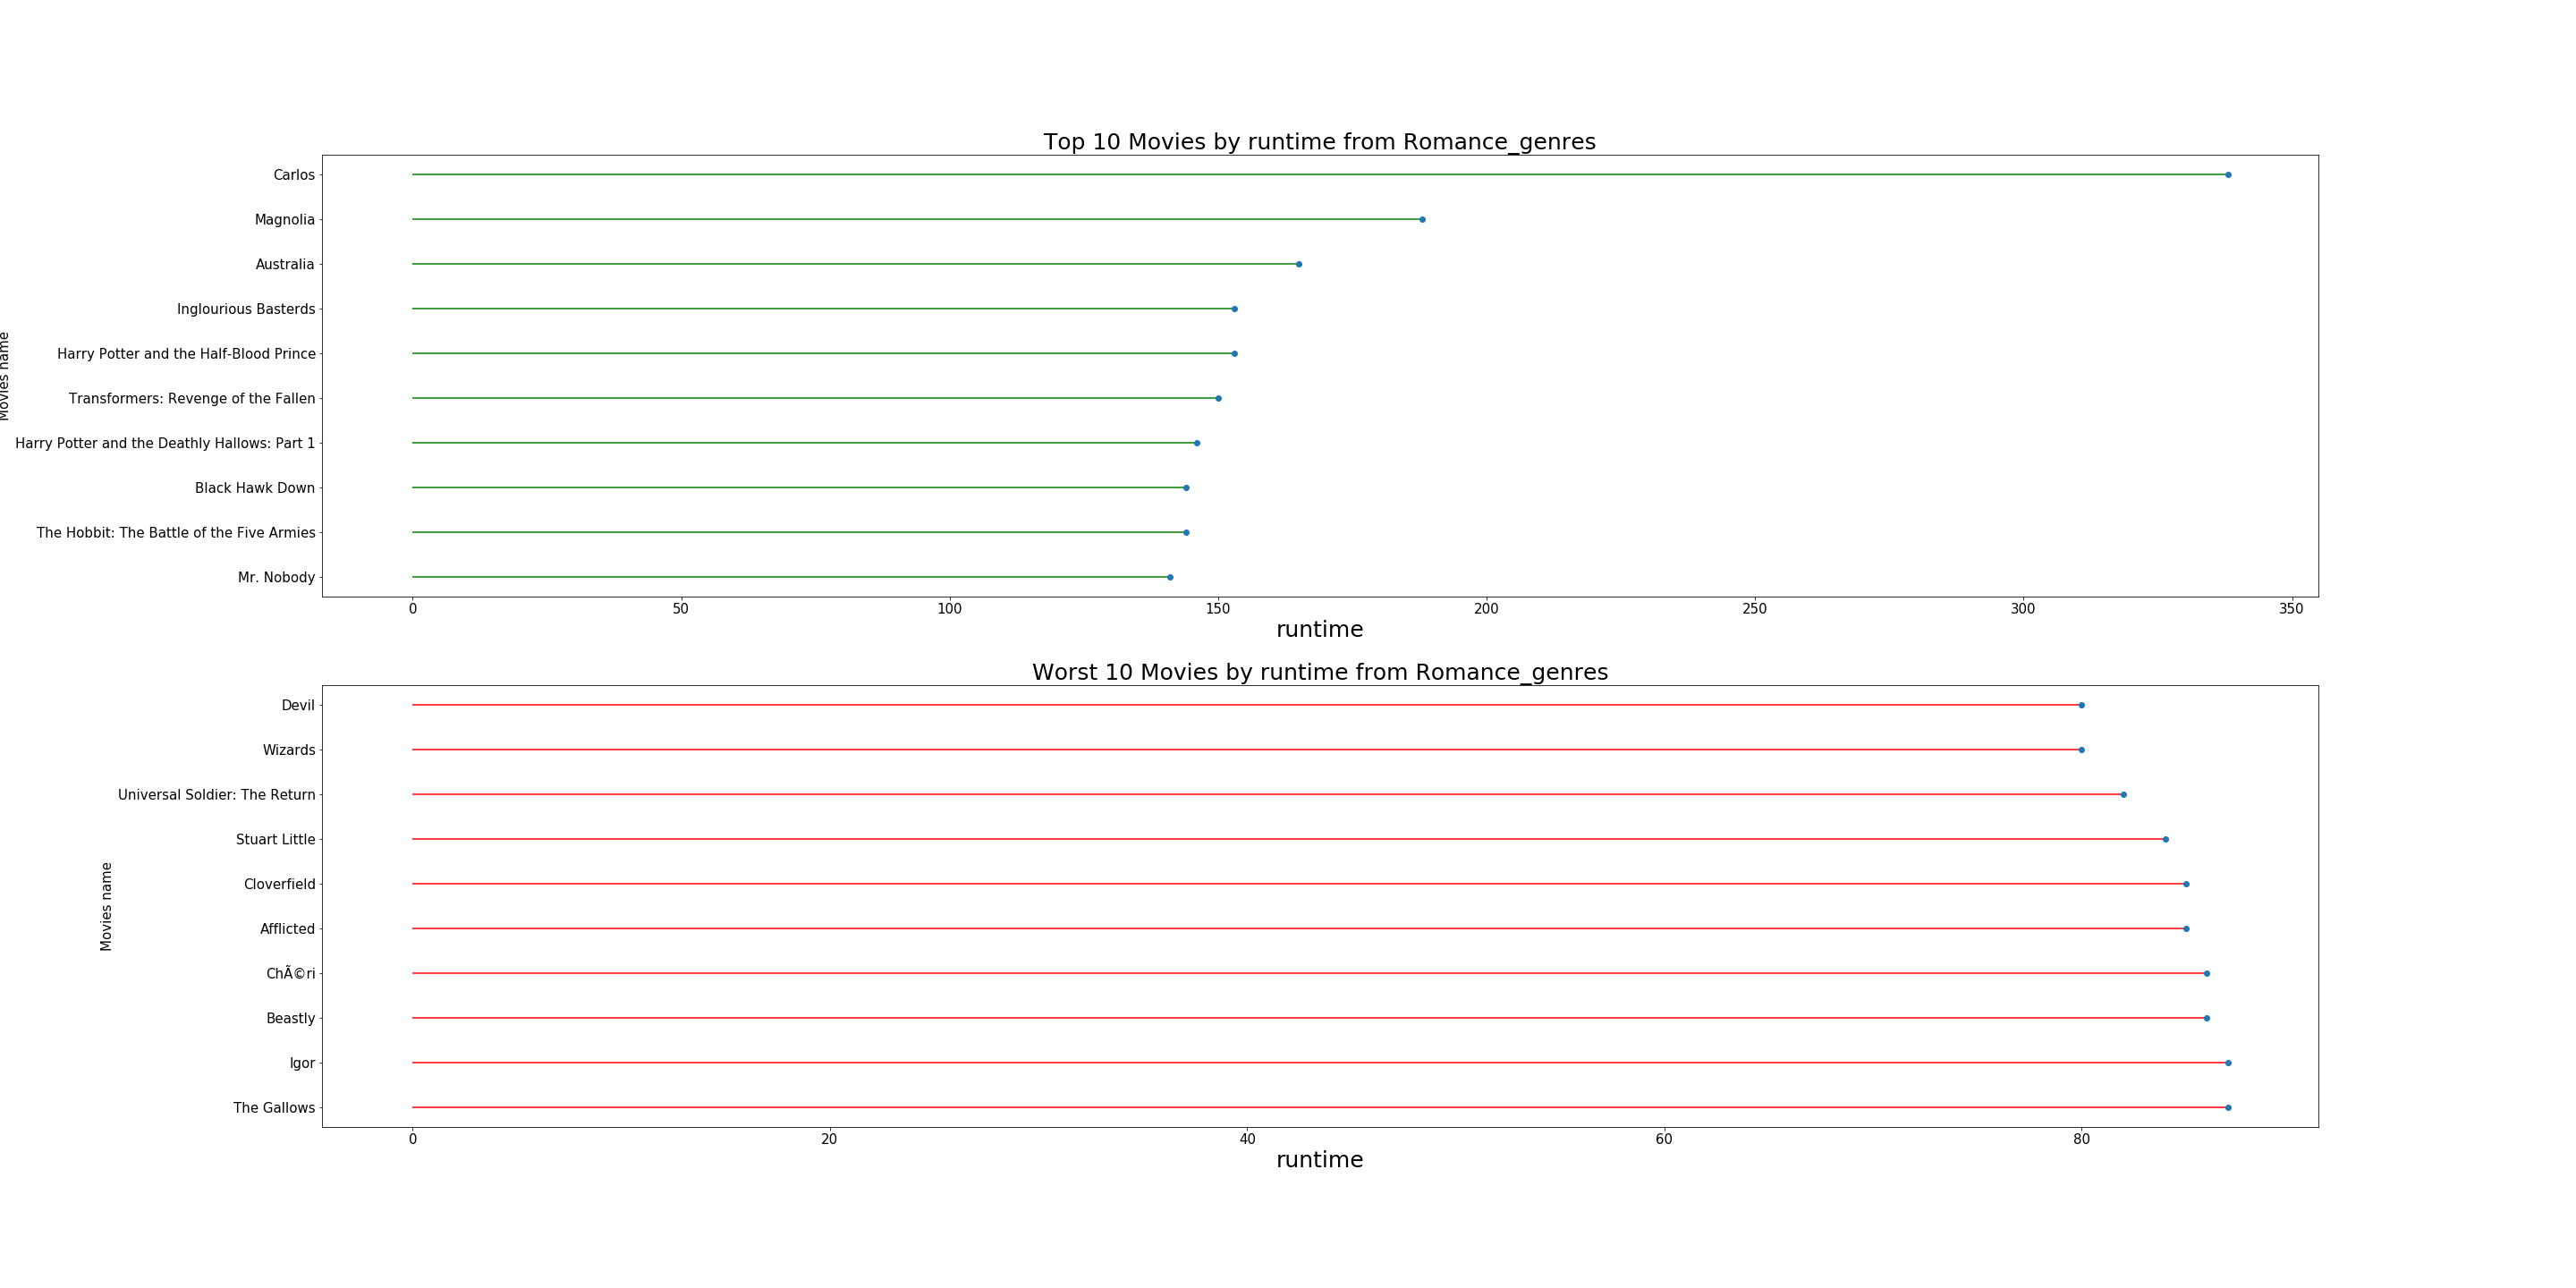 Top 10 Movies by runtime from Romance_genres
Movies name
Carlos
Magnolia
Australia
Inglourious Basterds
Harry Potter and the Half-Blood Prince
Transformers: Revenge of the Fallen
Harry Potter and the Deathly Hallows: Part 1
Black Hawk Down
The Hobbit: The Battle of the Five Armies
Mr. Nobody
0 50 100 150 200 250 300 350
runtime
Worst 10 Movies by runtime from Romance_genres
Movies name
Devil
Wizards
Universal Soldier: The Return
Stuart Little
Cloverfield
Afflicted
ChÃ©ri
Beastly
Igor
The Gallows
0 20 40 60 80
runtime